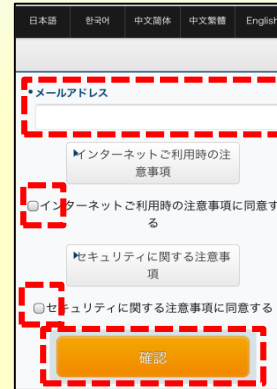 日本語 한국어 中文简体 中文繁體 English
•メールアドレス
インターネットご利用時の注
意事項
インターネットご利用時の注意事項に同意す
る
セキュリティに関する注意事
項
セキュリティに関する注意事項に同意する
確認